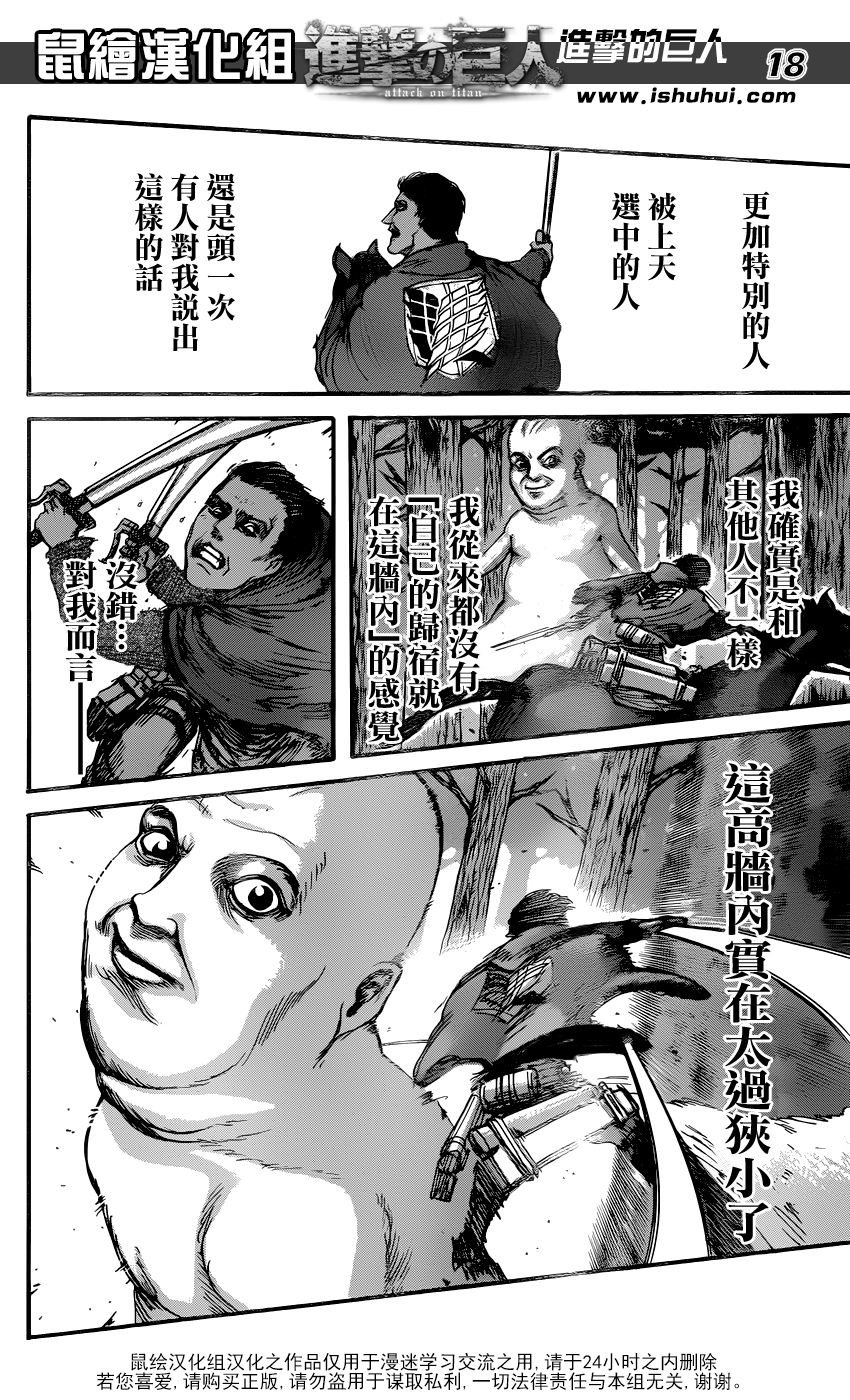 鼠繪漢化組
進撃の巨人
attack on titan
進擊的巨人
18
www.ishuhui.com
更加特別的人
被上天
選中的人
還是頭一次
有人對我説出
這樣的話
我確實是和
其他人不一樣
我從來都沒有
「自己的歸宿就
在這牆內」的感覺
沒錯…
對我而言——
這高牆內實在太過狹小了
鼠绘汉化组汉化之作品仅用于漫迷学习交流之用, 请于24小时之内删除
若您喜爱, 请购买正版, 请勿盗用于谋取私利, 一切法律责任与本组无关, 谢谢.